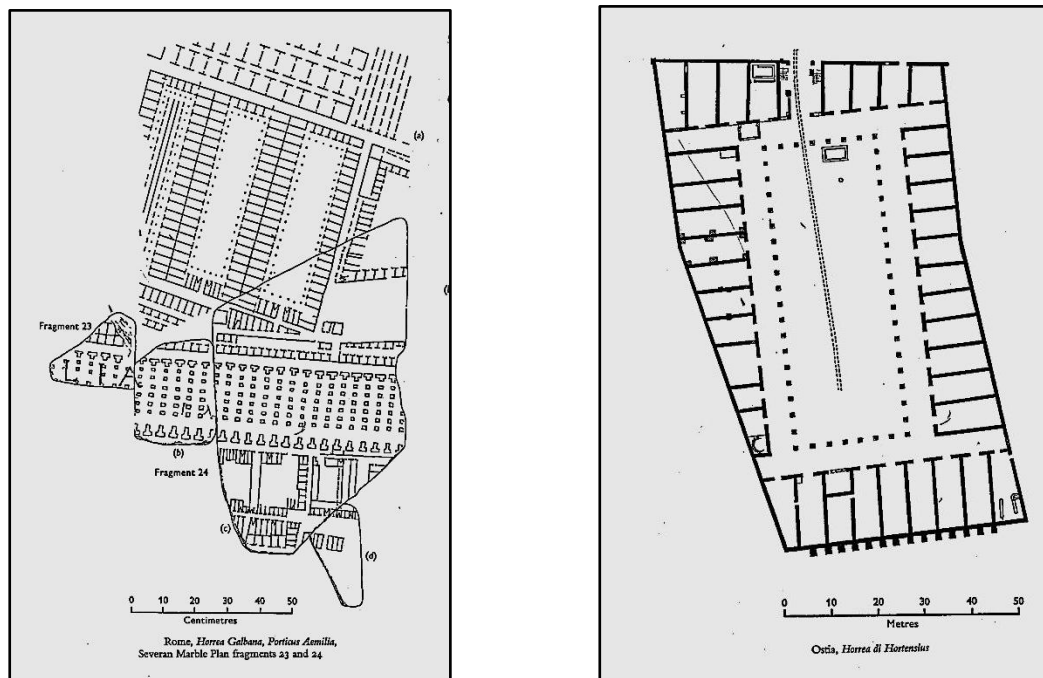 (a)
Fragment 23
(b)
Fragment 24
(c)
(d)
0 10 20 30 40 50
Centimetres
Rome, Horrea Galbana, Porticus Aemilia,
Severan Marble Plan fragments 23 and 24
0 10 20 30 40 50
Metres
Ostia, Horrea di Hortensius